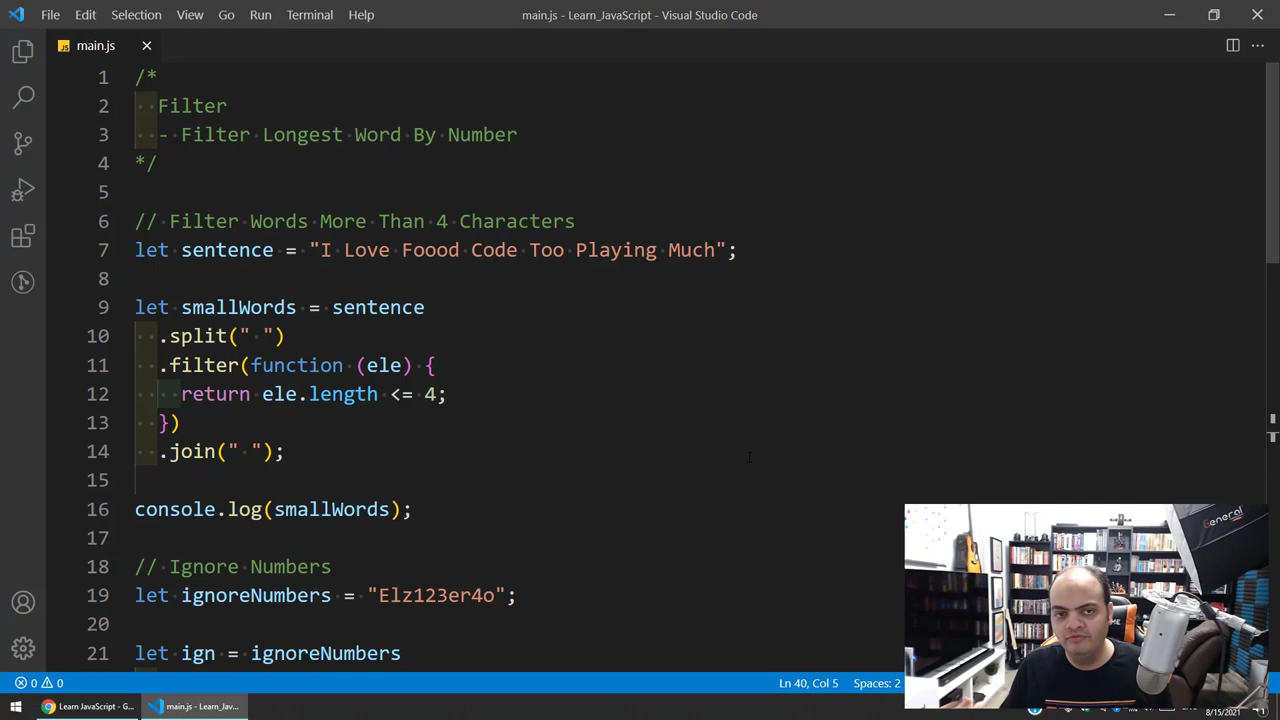 File Edit Selection View Go Run Terminal Help main.js - Learn_JavaScript - Visual Studio Code
JS main.js
1 /*
2 Filter
3 - Filter Longest Word By Number
4 */
5
6 // Filter Words More Than 4 Characters
7 let sentence = "I Love Foood Code Too Playing Much";
8
9 let smallWords = sentence
10 .split(" ")
11 .filter(function (ele) {
12 return ele.length <= 4;
13 })
14 .join(" ");
15
16 console.log(smallWords);
17
18 // Ignore Numbers
19 let ignoreNumbers = "Elz123er4o";
20
21 let ign = ignoreNumbers
General
0 0 Ln 40, Col 5 Spaces: 2
Learn JavaScript - G... main.js - Learn_Jav... 8/15/2021